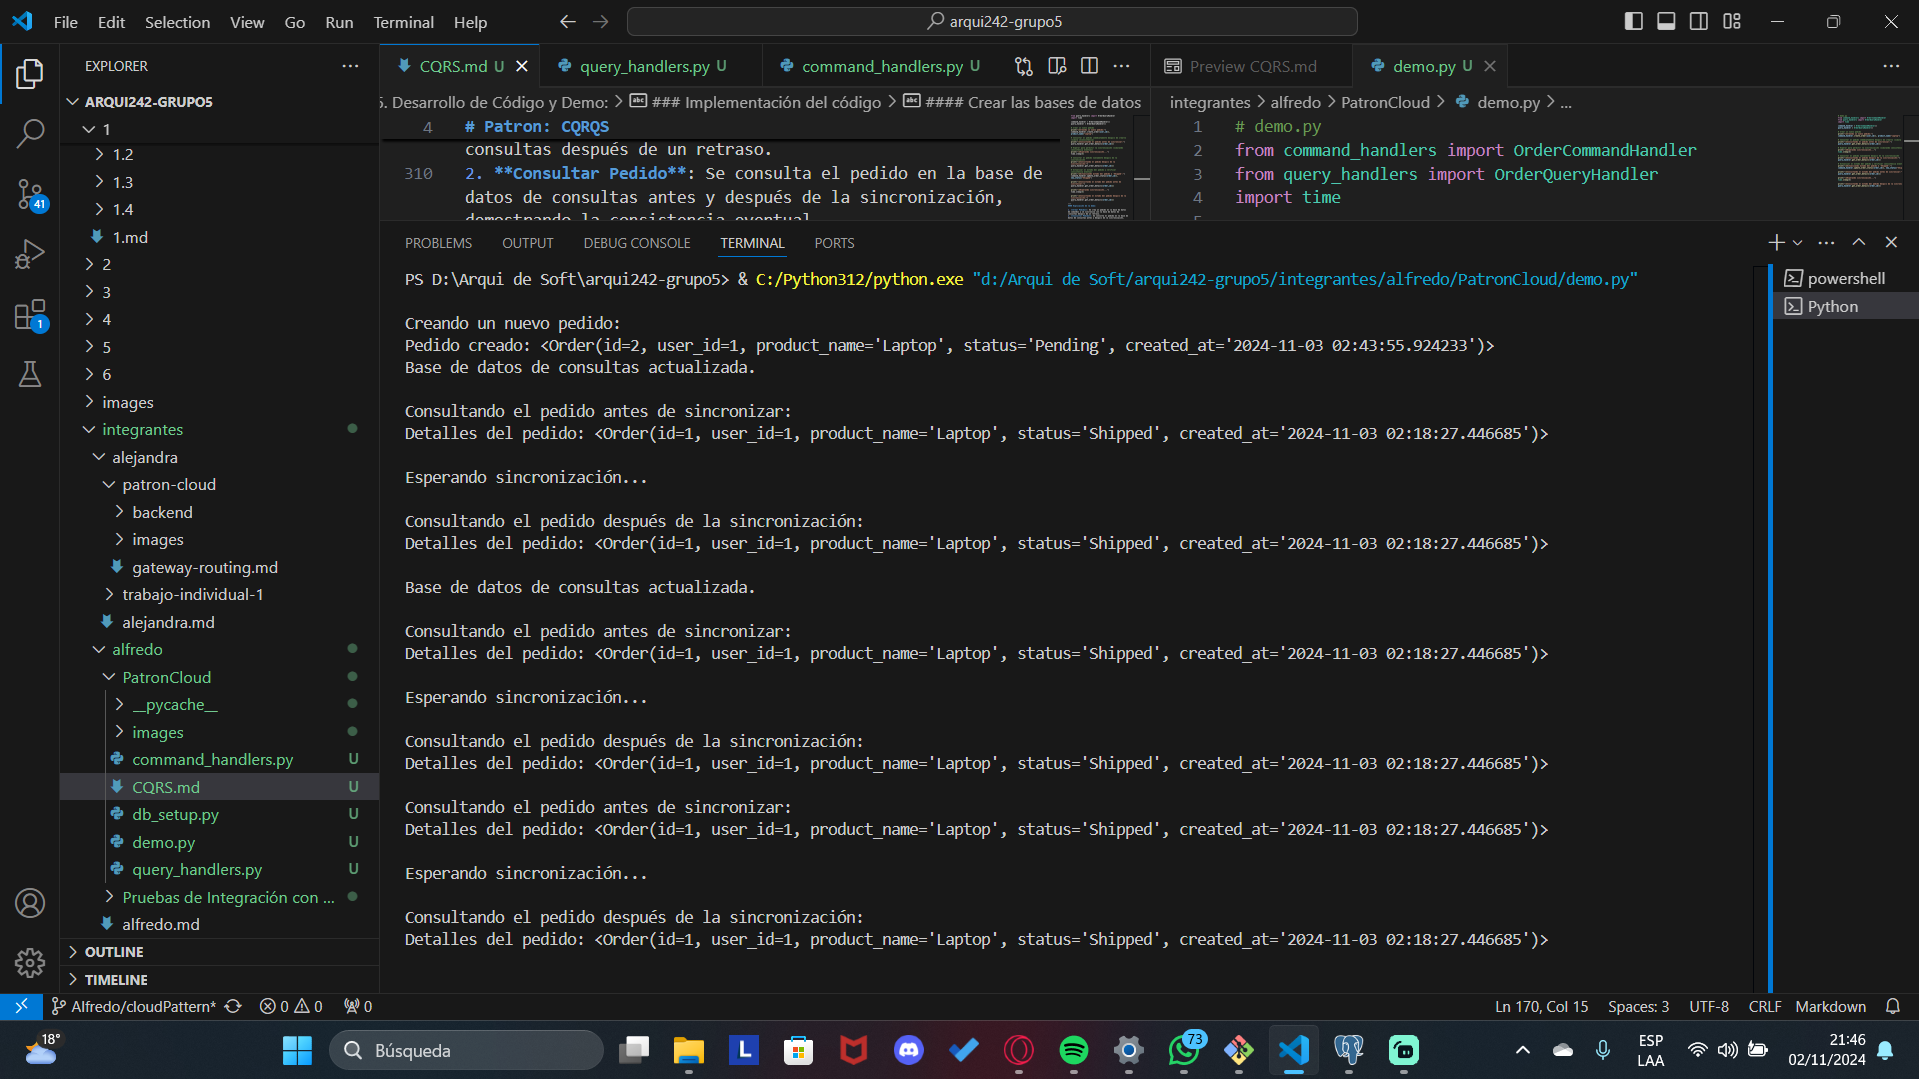 File Edit Selection View Go Run Terminal Help
arqui242-grupo5
EXPLORER
ARQUI242-GRUPO5
1
1.2
1.3
1.4
1.md
2
3
4
5
6
images
integrantes
alejandra
patron-cloud
backend
images
gateway-routing.md
trabajo-individual-1
alejandra.md
alfredo
PatronCloud
__pycache__
images
command_handlers.py U
CQRS.md U
db_setup.py U
demo.py U
query_handlers.py U
Pruebas de Integración con ...
alfredo.md
OUTLINE
TIMELINE
41
1
CQRS.md U
query_handlers.py U
command_handlers.py U
5. Desarrollo de Código y Demo: > ### Implementación del código > #### Crear las bases de datos
4 # Patron: CQRQS
consultas después de un retraso.
310 2. **Consultar Pedido**: Se consulta el pedido en la base de
datos de consultas antes y después de la sincronización,
demostrando la consistencia eventual
Preview CQRS.md
demo.py U
integrantes > alfredo > PatronCloud > demo.py > ...
1 # demo.py
2 from command_handlers import OrderCommandHandler
3 from query_handlers import OrderQueryHandler
4 import time
5
PROBLEMS OUTPUT DEBUG CONSOLE TERMINAL PORTS
powershell
Python
PS D:\Arqui de Soft\arqui242-grupo5> & C:/Python312/python.exe "d:/Arqui de Soft/arqui242-grupo5/integrantes/alfredo/PatronCloud/demo.py"
Creando un nuevo pedido:
Pedido creado: <Order(id=2, user_id=1, product_name='Laptop', status='Pending', created_at='2024-11-03 02:43:55.924233')>
Base de datos de consultas actualizada.
Consultando el pedido antes de sincronizar:
Detalles del pedido: <Order(id=1, user_id=1, product_name='Laptop', status='Shipped', created_at='2024-11-03 02:18:27.446685')>
Esperando sincronización...
Consultando el pedido después de la sincronización:
Detalles del pedido: <Order(id=1, user_id=1, product_name='Laptop', status='Shipped', created_at='2024-11-03 02:18:27.446685')>
Base de datos de consultas actualizada.
Consultando el pedido antes de sincronizar:
Detalles del pedido: <Order(id=1, user_id=1, product_name='Laptop', status='Shipped', created_at='2024-11-03 02:18:27.446685')>
Esperando sincronización...
Consultando el pedido después de la sincronización:
Detalles del pedido: <Order(id=1, user_id=1, product_name='Laptop', status='Shipped', created_at='2024-11-03 02:18:27.446685')>
Consultando el pedido antes de sincronizar:
Detalles del pedido: <Order(id=1, user_id=1, product_name='Laptop', status='Shipped', created_at='2024-11-03 02:18:27.446685')>
Esperando sincronización...
Consultando el pedido después de la sincronización:
Detalles del pedido: <Order(id=1, user_id=1, product_name='Laptop', status='Shipped', created_at='2024-11-03 02:18:27.446685')>
Alfredo/cloudPattern* 0 0 0
Ln 170, Col 15 Spaces: 3 UTF-8 CRLF Markdown
18°
Búsqueda
L
73
ESP
LAA
21:46
02/11/2024